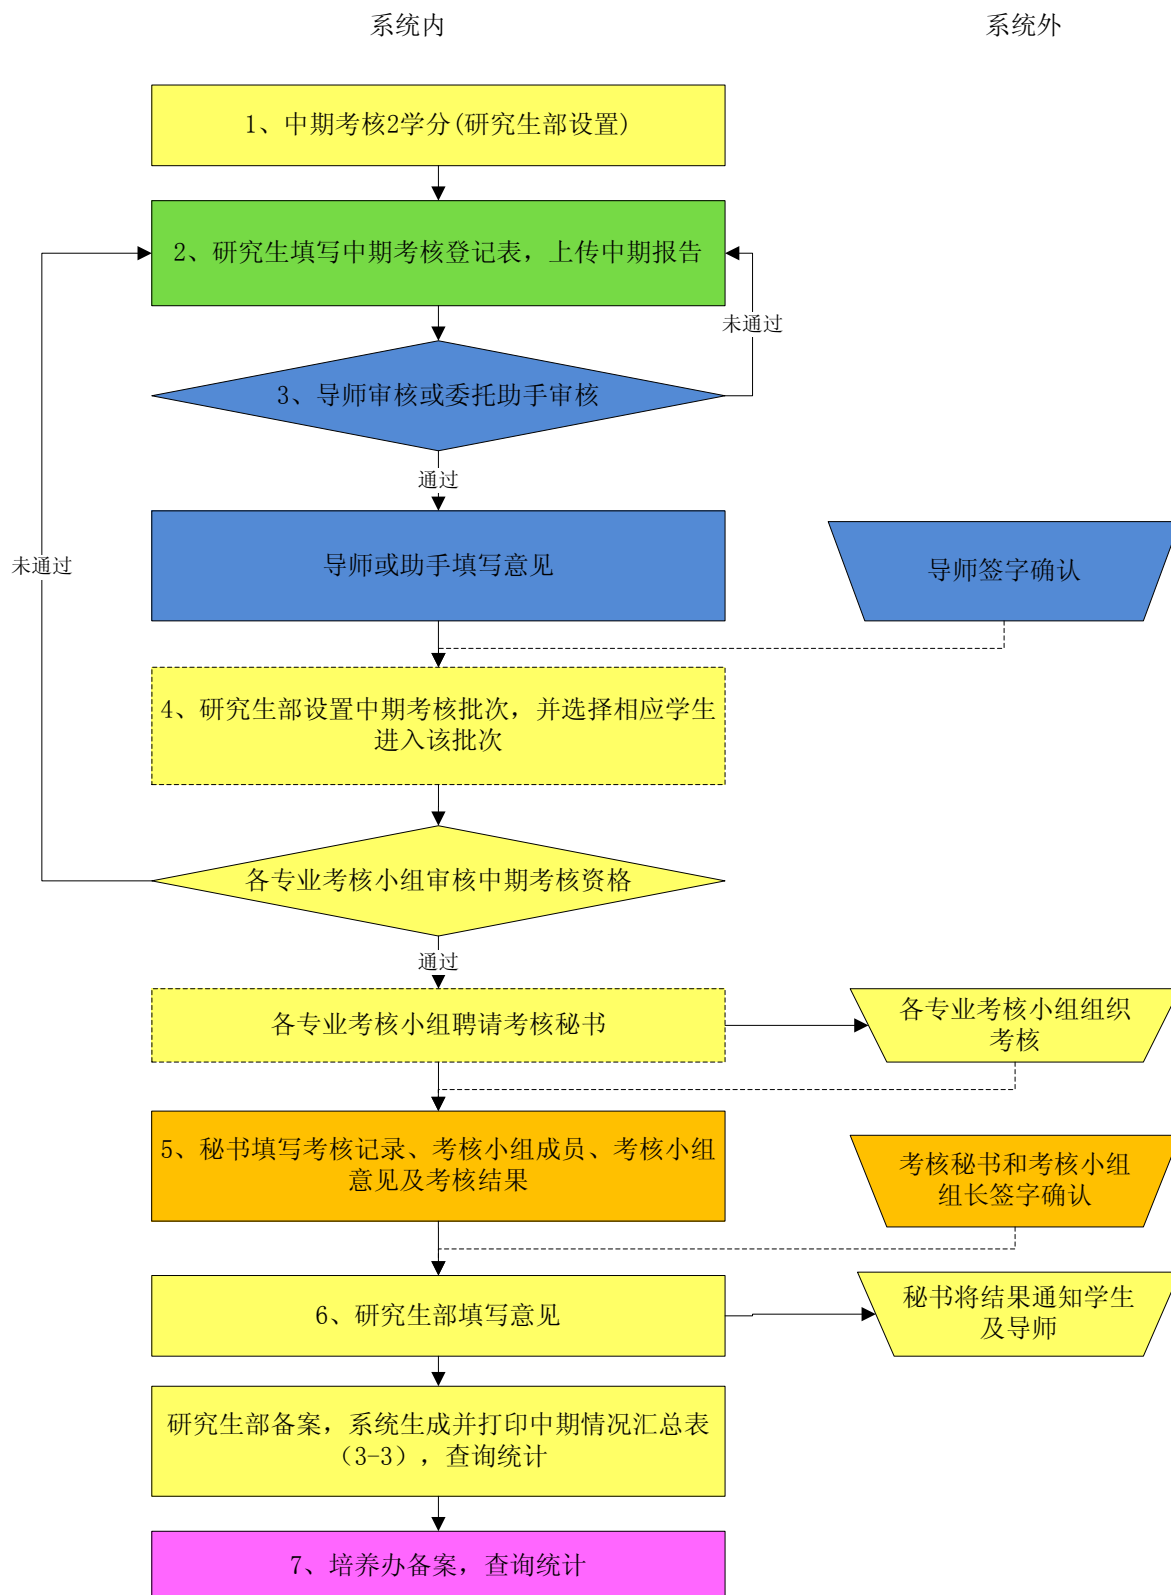 系统内
系统外
1、中期考核2学分(研究生部设置)
2、研究生填写中期考核登记表，上传中期报告
未通过
3、导师审核或委托助手审核
通过
导师或助手填写意见
导师签字确认
未通过
4、研究生部设置中期考核批次，并选择相应学生
进入该批次
各专业考核小组审核中期考核资格
通过
各专业考核小组聘请考核秘书
各专业考核小组组织
考核
5、秘书填写考核记录、考核小组成员、考核小组
意见及考核结果
考核秘书和考核小组
组长签字确认
6、研究生部填写意见
秘书将结果通知学生
及导师
研究生部备案，系统生成并打印中期情况汇总表
（3-3），查询统计
7、培养办备案，查询统计